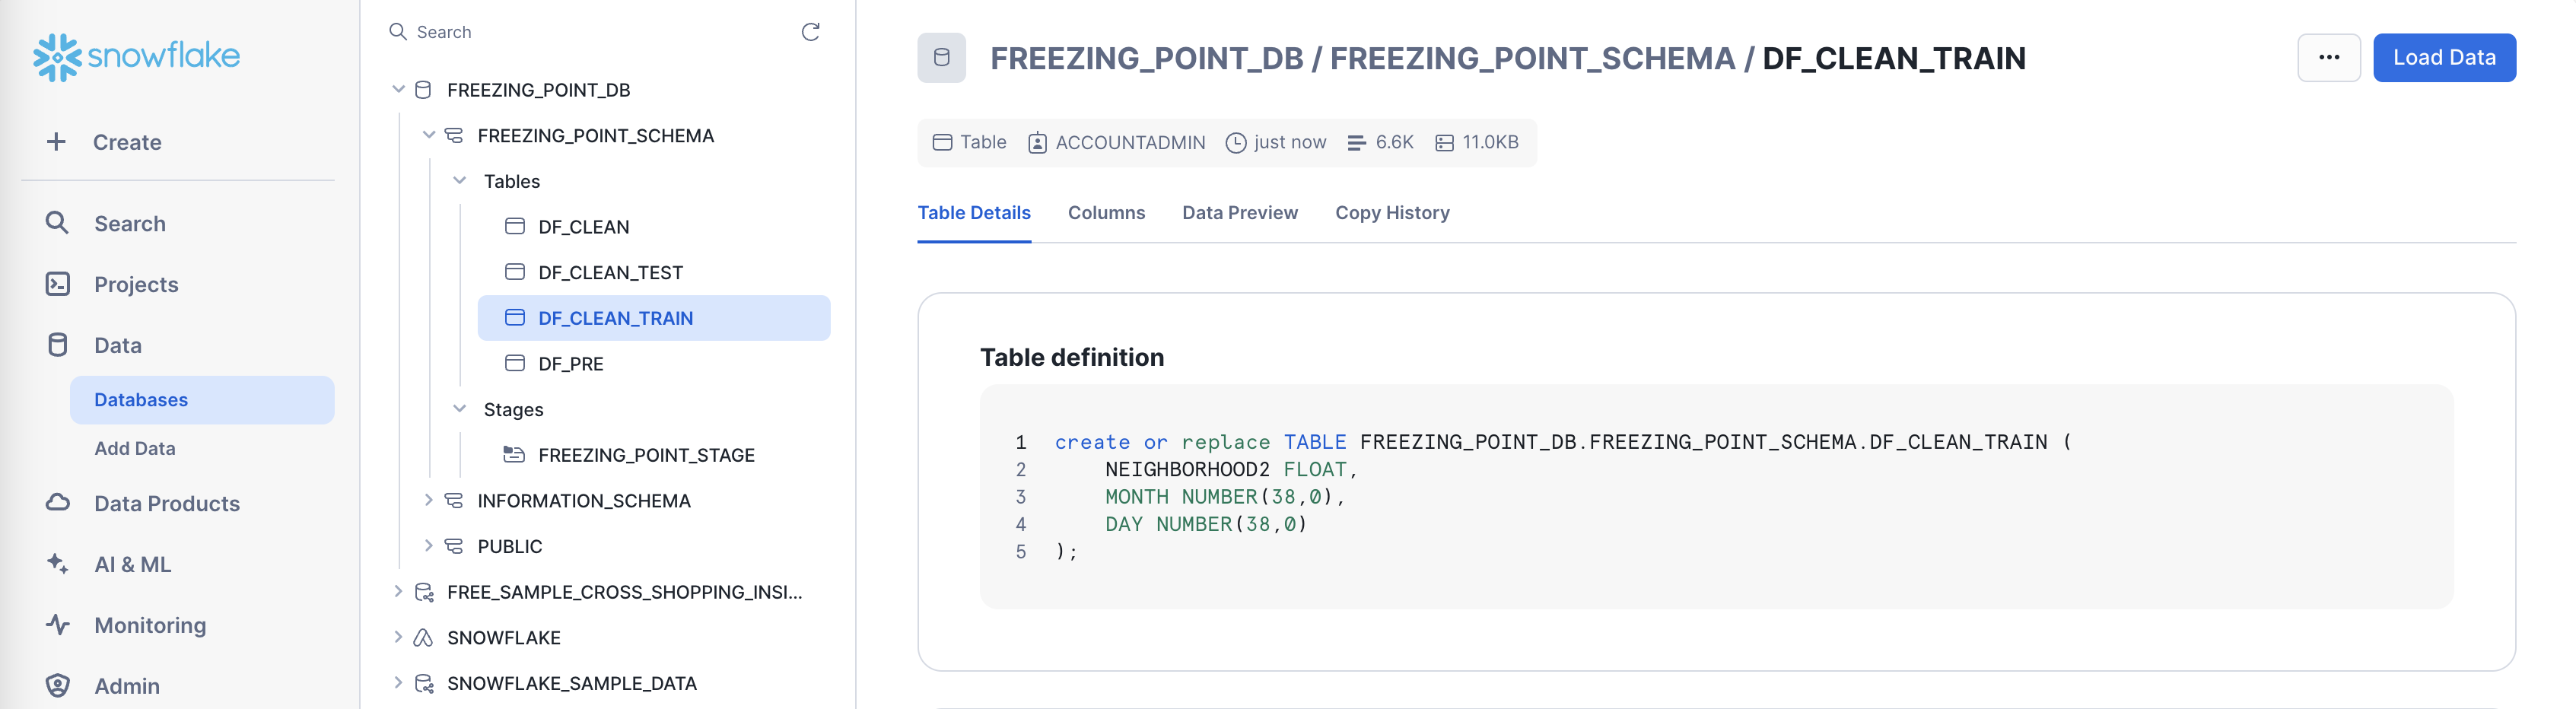 snowflake
Create
Search
Projects
Data
Databases
Add Data
Data Products
AI & ML
Monitoring
Admin
Search
FREEZING_POINT_DB
FREEZING_POINT_SCHEMA
Tables
DF_CLEAN
DF_CLEAN_TEST
DF_CLEAN_TRAIN
DF_PRE
Stages
FREEZING_POINT_STAGE
INFORMATION_SCHEMA
PUBLIC
FREE_SAMPLE_CROSS_SHOPPING_INSI...
SNOWFLAKE
SNOWFLAKE_SAMPLE_DATA
FREEZING_POINT_DB / FREEZING_POINT_SCHEMA / DF_CLEAN_TRAIN
... Load Data
Table ACCOUNTADMIN just now 6.6K 11.0KB
Table Details Columns Data Preview Copy History
Table definition
1 create or replace TABLE FREEZING_POINT_DB.FREEZING_POINT_SCHEMA.DF_CLEAN_TRAIN (
2 NEIGHBORHOOD2 FLOAT,
3 MONTH NUMBER(38,0),
4 DAY NUMBER(38,0)
5 );